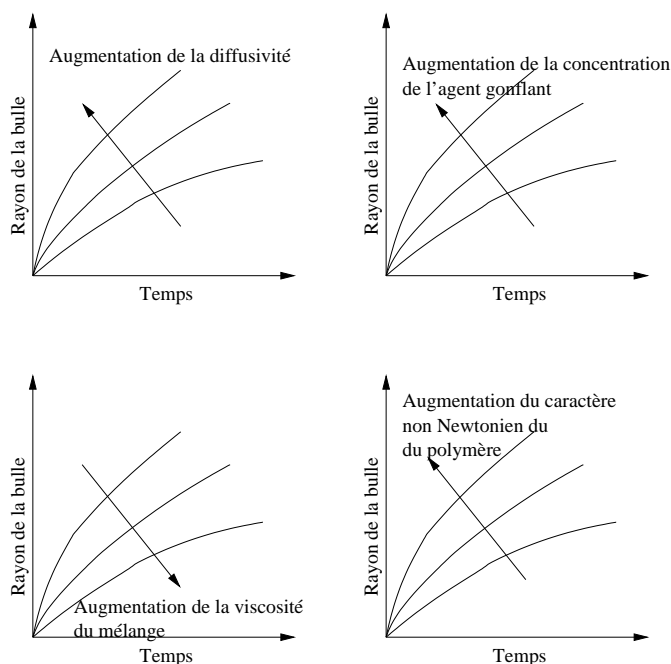 Augmentation de la diffusivité
Rayon de la bulle
Temps
Augmentation de la concentration
de l'agent gonflant
Rayon de la bulle
Temps
Rayon de la bulle
Augmentation de la viscosité
du mélange
Temps
Augmentation du caractère
non Newtonien du
du polymère
Rayon de la bulle
Temps